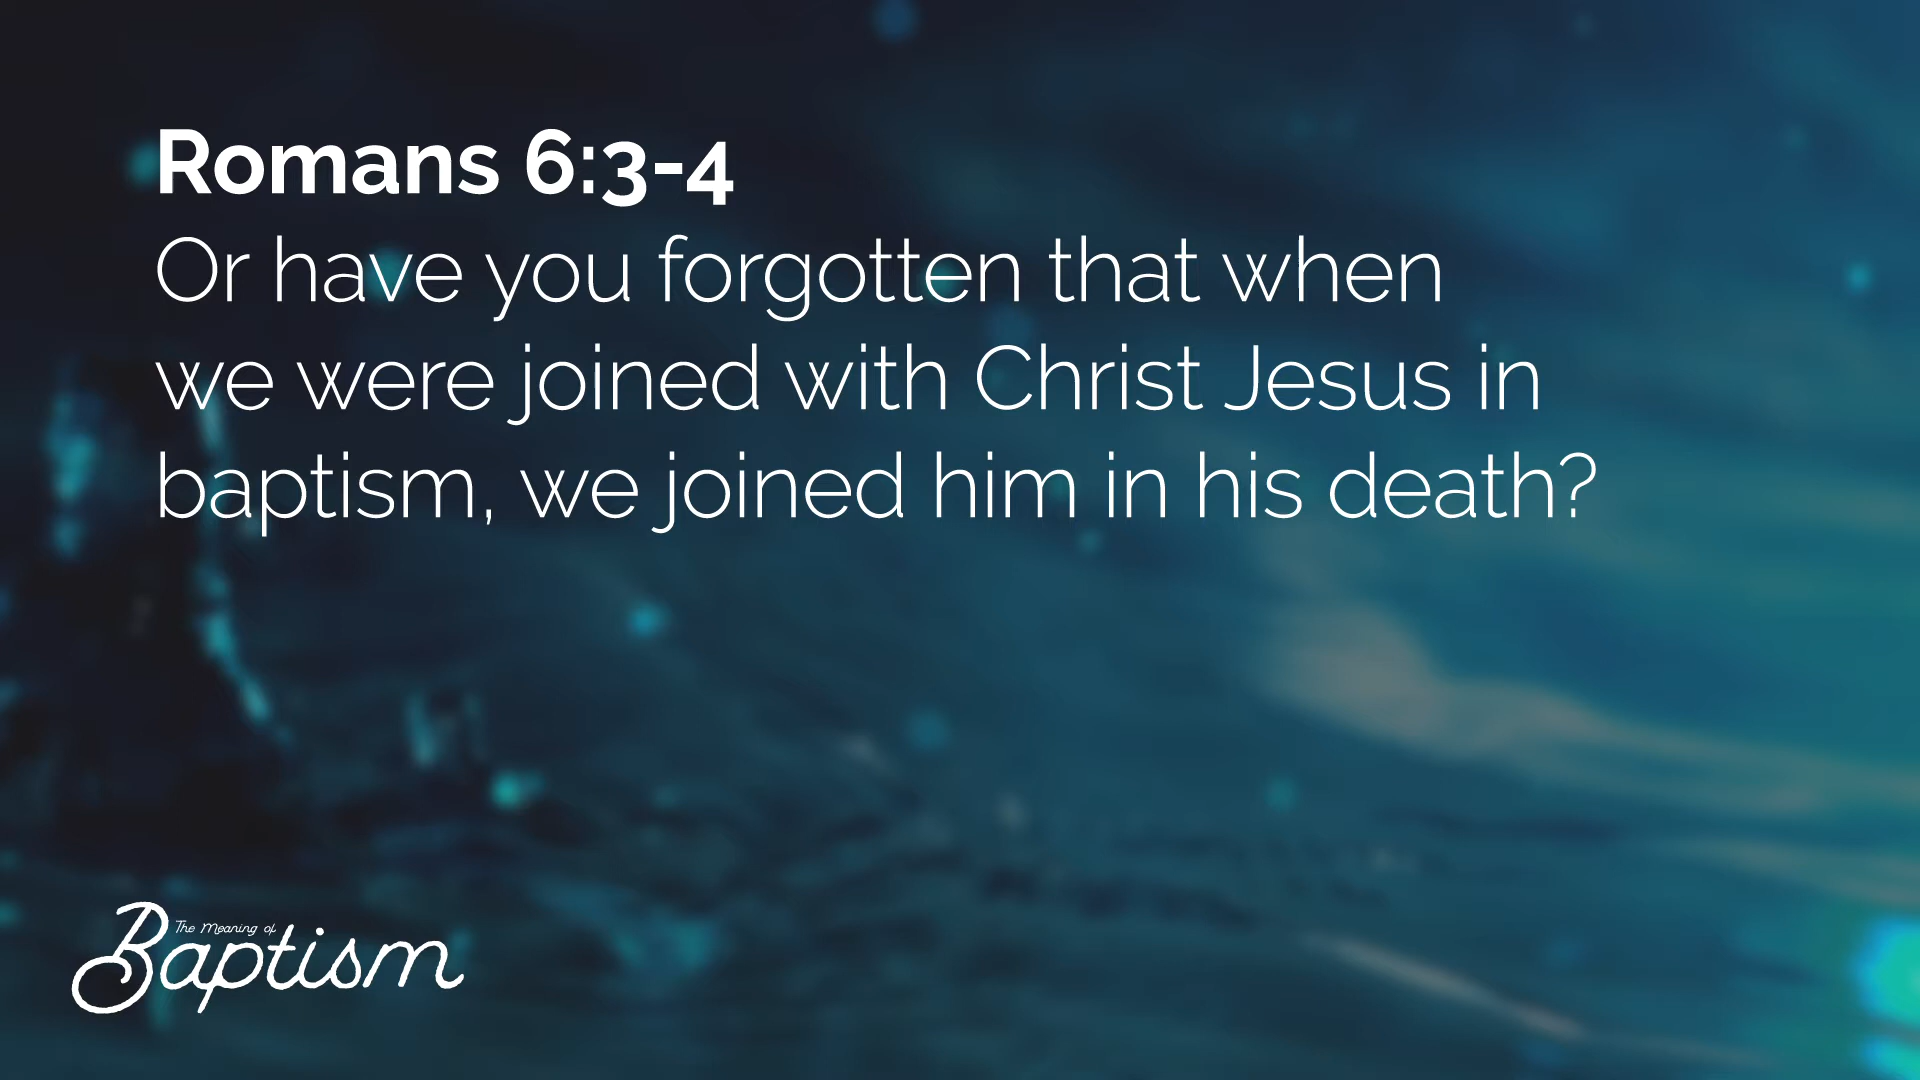 Romans 6:3-4
Or have you forgotten that when
we were joined with Christ Jesus in
baptism, we joined him in his death?
The Meaning of
Baptism